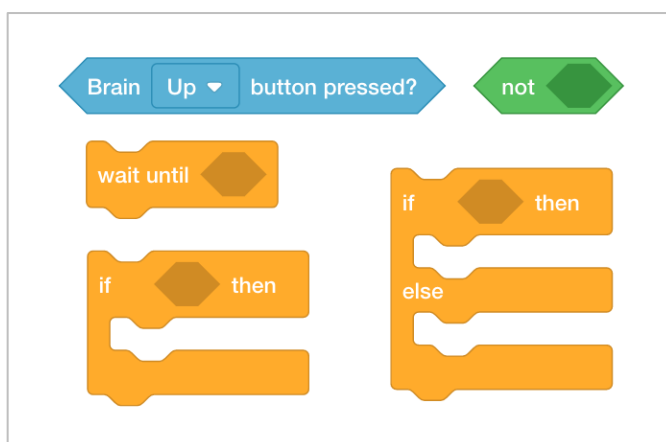 Brain Up button pressed?
not
wait until
if then
else
if then